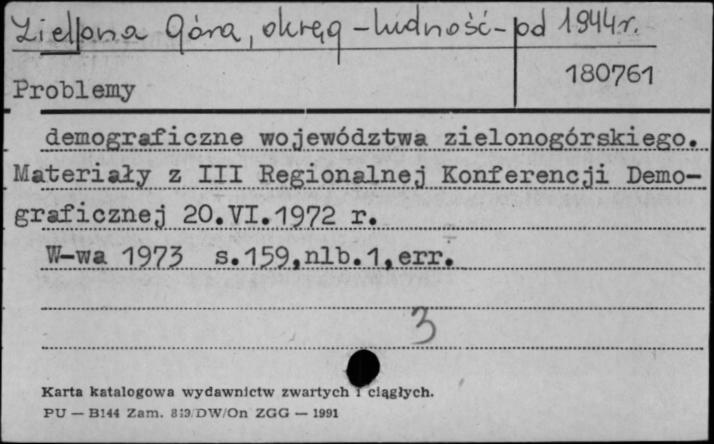 Zielona Góra, okręg - ludność - od 1944r.
180761
Problemy
demograficzne województwa zielonogórskiego.
Materiały z III Regionalnej Konferencji Demo-
graficznej 20.VI.1972 r.
W-wa 1973 s.159,nlb.1,err.
3
Karta katalogowa wydawnictw zwartych i ciągłych.
PU — B144 Zam. 813/DW/On ZGG — 1991